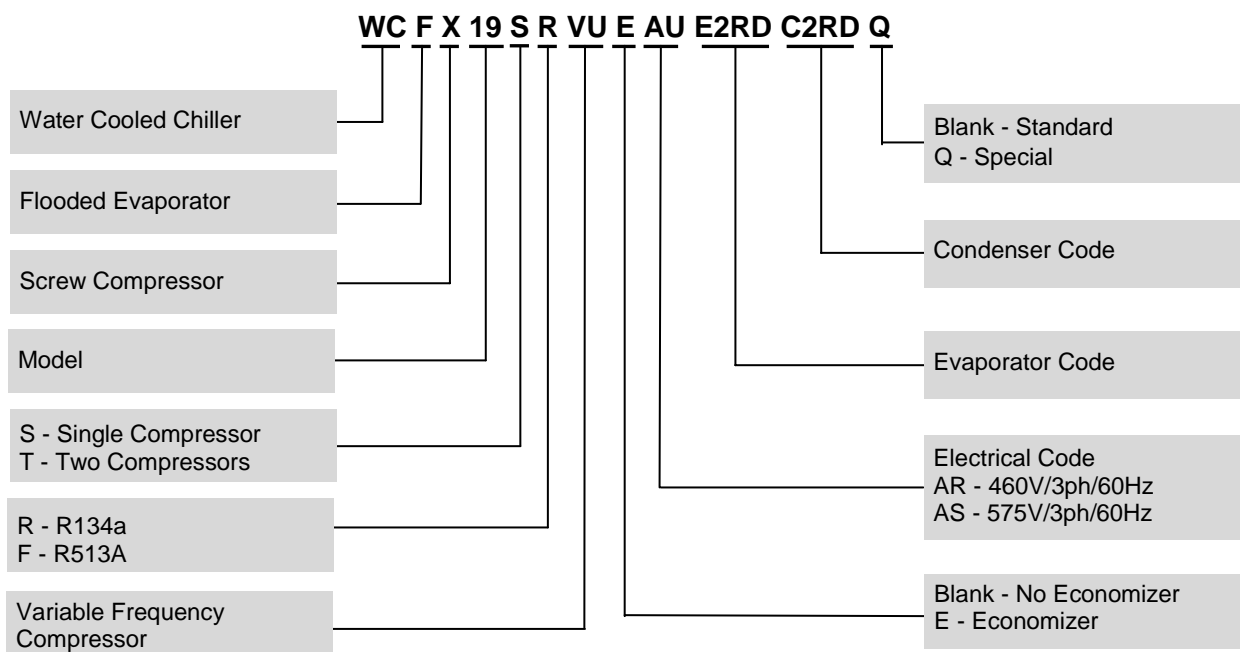 WC F X 19 S R VU E AU E2RD C2RD Q
Water Cooled Chiller
Flooded Evaporator
Screw Compressor
Model
S - Single Compressor
T - Two Compressors
R - R134a
F - R513A
Variable Frequency
Compressor
Blank - Standard
Q - Special
Condenser Code
Evaporator Code
Electrical Code
AR - 460V/3ph/60Hz
AS - 575V/3ph/60Hz
Blank - No Economizer
E - Economizer